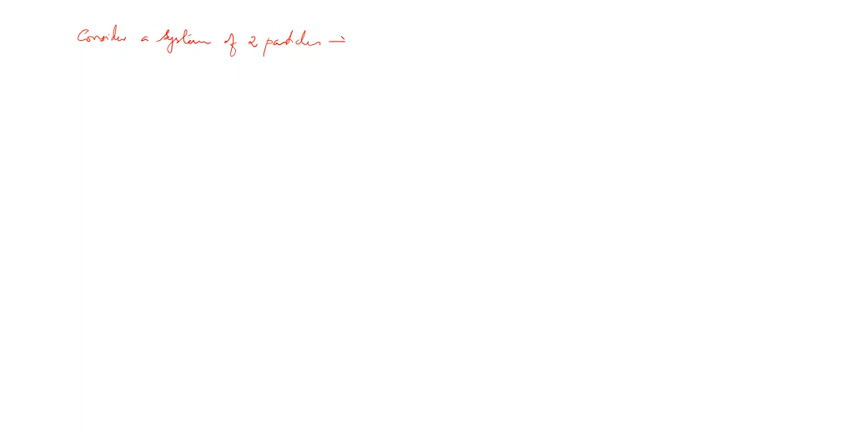 Consider a system of 2 particles →